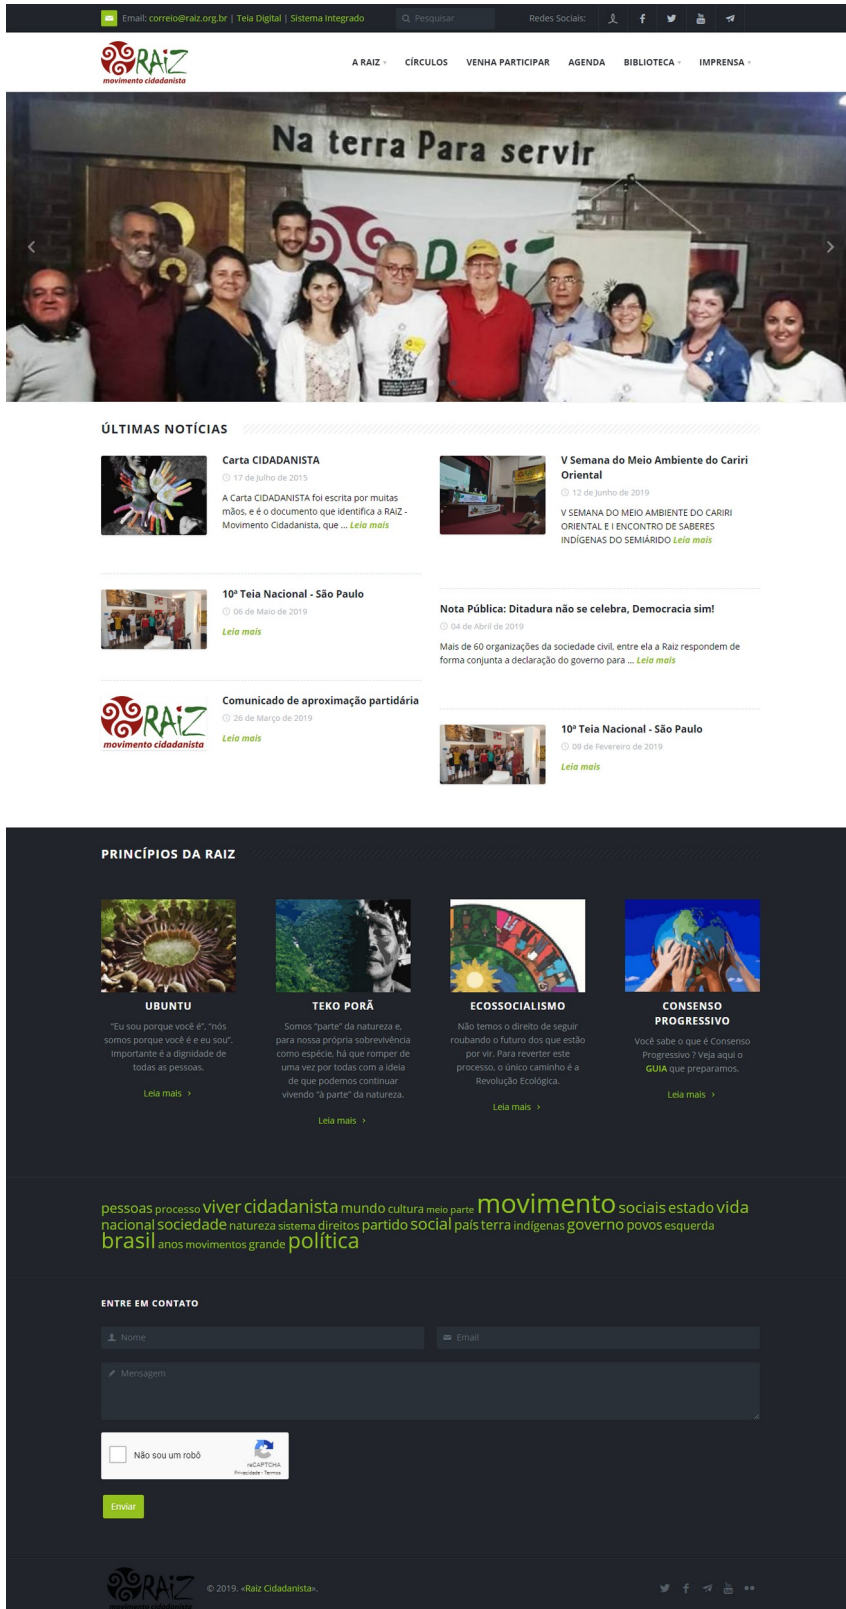 Email: correio@raiz.org.br | Teia Digital | Sistema Integrado
Pesquisar
Redes Sociais:
RAiZ
movimento cidadanista
A RAIZ
CÍRCULOS
VENHA PARTICIPAR
AGENDA
BIBLIOTECA
IMPRENSA
Na terra Para servir
ÚLTIMAS NOTÍCIAS
Carta CIDADANISTA
17 de Julho de 2015
A Carta CIDADANISTA foi escrita por muitas
mãos, e é o documento que identifica a RAiZ -
Movimento Cidadanista, que ... Leia mais
10ª Teia Nacional - São Paulo
06 de Maio de 2019
Leia mais
RAiZ
movimento cidadanista
Comunicado de aproximação partidária
26 de Março de 2019
Leia mais
V Semana do Meio Ambiente do Cariri
Oriental
12 de Junho de 2019
V SEMANA DO MEIO AMBIENTE DO CARIRI
ORIENTAL E I ENCONTRO DE SABERES
INDÍGENAS DO SEMIÁRIDO Leia mais
Nota Pública: Ditadura não se celebra, Democracia sim!
04 de Abril de 2019
Mais de 60 organizações da sociedade civil, entre ela a Raiz respondem de
forma conjunta a declaração do governo para ... Leia mais
10ª Teia Nacional - São Paulo
09 de Fevereiro de 2019
Leia mais
PRINCÍPIOS DA RAIZ
UBUNTU
"Eu sou porque você é", "nós
somos porque você é e eu sou".
Importante é a dignidade de
todas as pessoas.
Leia mais
TEKO PORÃ
Somos "parte" da natureza e,
para nossa própria sobrevivência
como espécie, há que romper de
uma vez por todas com a ideia
de que podemos continuar
vivendo "à parte" da natureza.
Leia mais
ECOSSOCIALISMO
Não temos o direito de seguir
roubando o futuro dos que estão
por vir. Para reverter este
processo, o único caminho é a
Revolução Ecológica.
Leia mais
CONSENSO
PROGRESSIVO
Você sabe o que é Consenso
Progressivo ? Veja aqui o
GUIA que preparamos.
Leia mais
pessoas processo viver cidadanista mundo cultura meio parte movimento sociais estado vida
nacional sociedade natureza sistema direitos partido social país terra indígenas governo povos esquerda
brasil anos movimentos grande política
ENTRE EM CONTATO
Nome
Email
Mensagem
Não sou um robô
reCAPTCHA
Privacidade - Termos
Enviar
RAiZ
movimento cidadanista
© 2019. «Raiz Cidadanista».